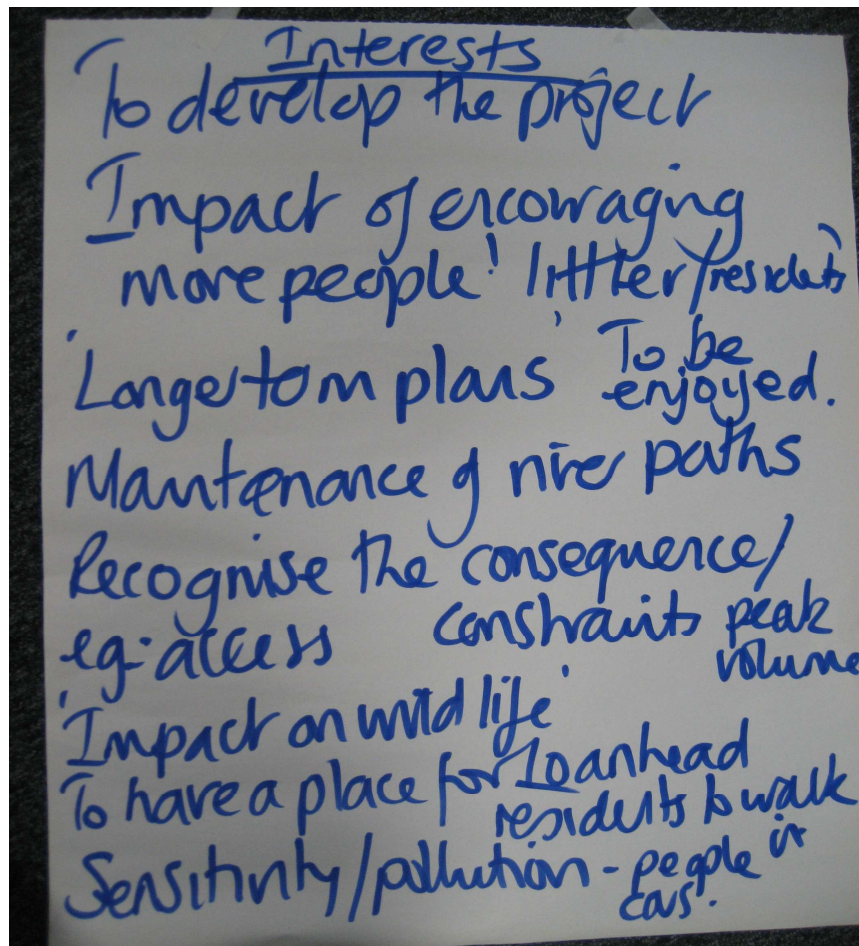 Interests
To develop the project
Impact of encouraging
more people! litter/residents
'Longer tom plans' To be
enjoyed.
Maintenance of river paths
Recognise the consequence/
constraints peak
eg. access volume
'Impact on wild life'
To have a place for Loanhead
residents to walk
Sensitivity/pollution - people in
cars.